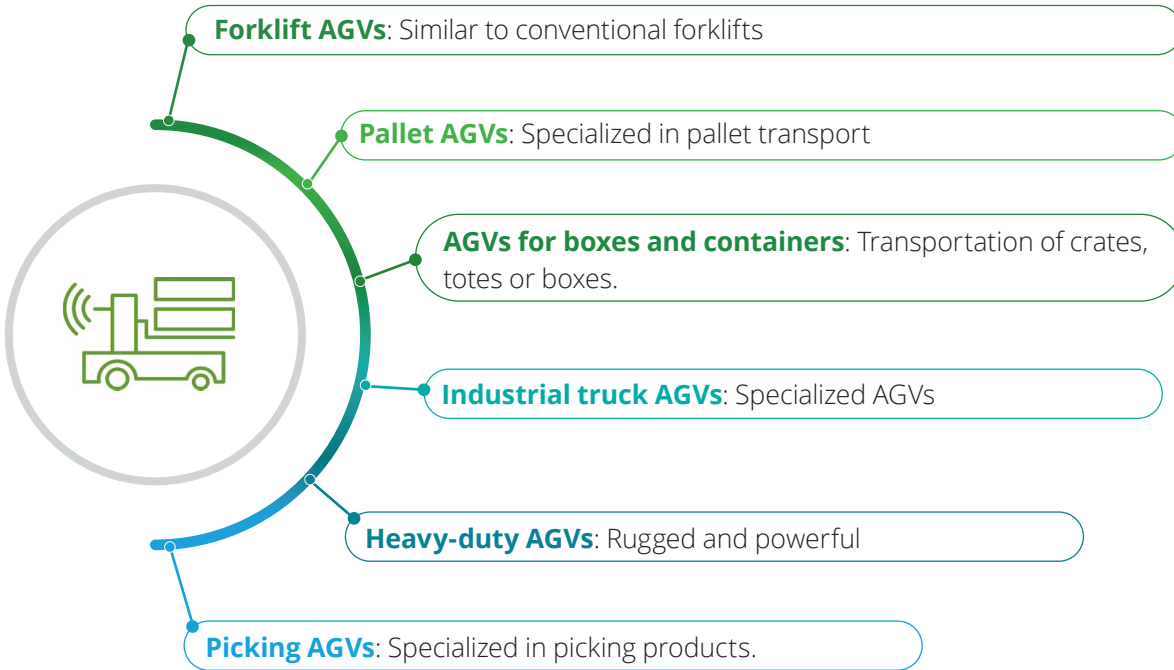 Forklift AGVs: Similar to conventional forklifts
Pallet AGVs: Specialized in pallet transport
AGVs for boxes and containers: Transportation of crates,
totes or boxes.
Industrial truck AGVs: Specialized AGVs
Heavy-duty AGVs: Rugged and powerful
Picking AGVs: Specialized in picking products.